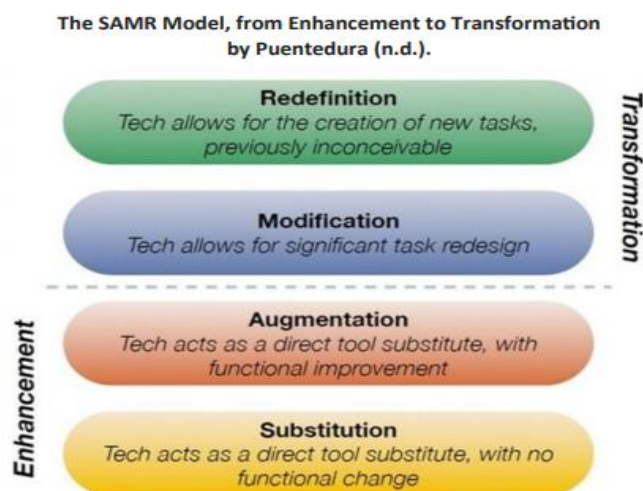 The SAMR Model, from Enhancement to Transformation
by Puentedura (n.d.).
Redefinition
Tech allows for the creation of new tasks,
previously inconceivable
Modification
Tech allows for significant task redesign
Transformation
Augmentation
Tech acts as a direct tool substitute, with
functional improvement
Substitution
Tech acts as a direct tool substitute, with no
functional change
Enhancement